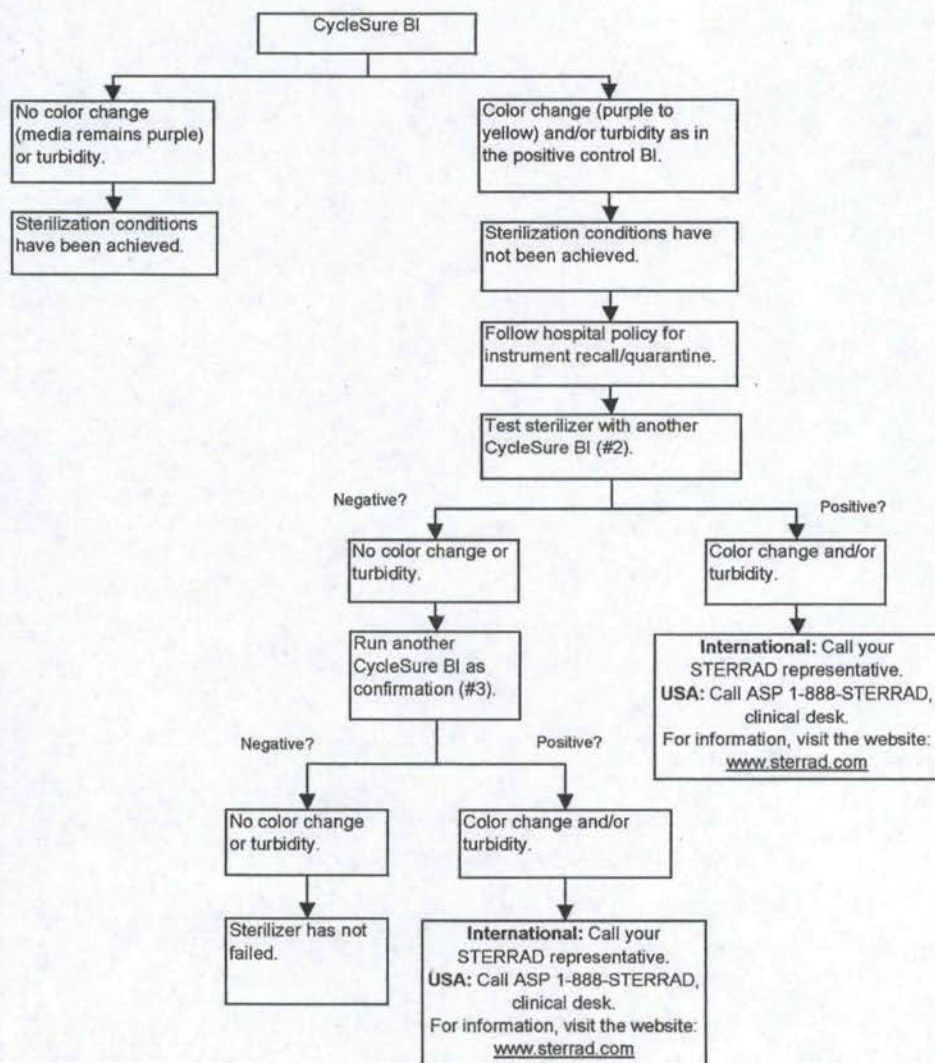 CycleSure BI
No color change
(media remains purple)
or turbidity.
Color change (purple to
yellow) and/or turbidity as in
the positive control BI.
Sterilization conditions
have been achieved.
Sterilization conditions have
not been achieved.
Follow hospital policy for
instrument recall/quarantine.
Test sterilizer with another
CycleSure BI (#2).
Negative?
Positive?
No color change or
turbidity.
Color change and/or
turbidity.
Run another
CycleSure BI as
confirmation (#3).
International: Call your
STERRAD representative.
USA: Call ASP 1-888-STERRAD,
clinical desk.
For information, visit the website:
www.sterrad.com
Negative?
Positive?
No color change
or turbidity.
Color change and/or
turbidity.
Sterilizer has not
failed.
International: Call your
STERRAD representative.
USA: Call ASP 1-888-STERRAD,
clinical desk.
For information, visit the website:
www.sterrad.com